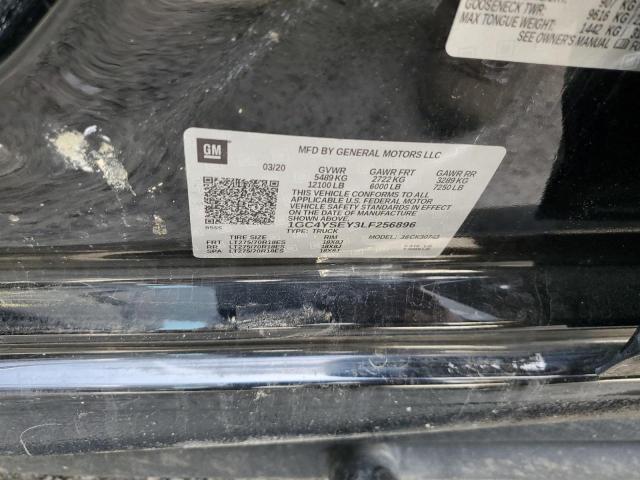 907 KG
GOOSENECK TWR: 9616 KG
MAX TONGUE WEIGHT: 1442 KG
SEE OWNER'S MANUAL
GM
MFD BY GENERAL MOTORS LLC
03/20 GVWR GAWR FRT GAWR RR
5489 KG 2722 KG 3289 KG
12100 LB 6000 LB 7250 LB
THIS VEHICLE CONFORMS TO ALL
APPLICABLE U.S. FEDERAL MOTOR
VEHICLE SAFETY STANDARDS IN EFFECT
ON THE DATE OF MANUFACTURE SHOWN ABOVE.
1GC4YSEY3LF256896
TYPE: TRUCK
TIRE SIZE RIM MODEL:
FRT LT275/70R18ES 18X8J
RR LT275/70R18ES 18X8J
SPA LT275/70R18ES 18X8J